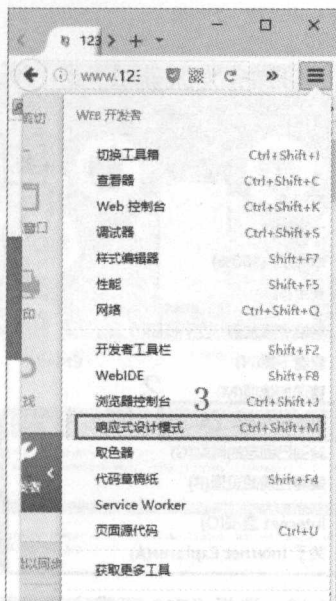 123
www.12
剪切
WEB 开发者
切换工具箱 Ctrl+Shift+I
查看器 Ctrl+Shift+C
Web 控制台 Ctrl+Shift+K
调试器 Ctrl+Shift+S
样式编辑器 Shift+F7
性能 Shift+F5
网络 Ctrl+Shift+Q
开发者工具栏 Shift+F2
WebIDE Shift+F8
浏览器控制台 3 Ctrl+Shift+J
响应式设计模式 Ctrl+Shift+M
取色器
代码草稿纸 Shift+F4
Service Worker
页面源代码 Ctrl+U
获取更多工具